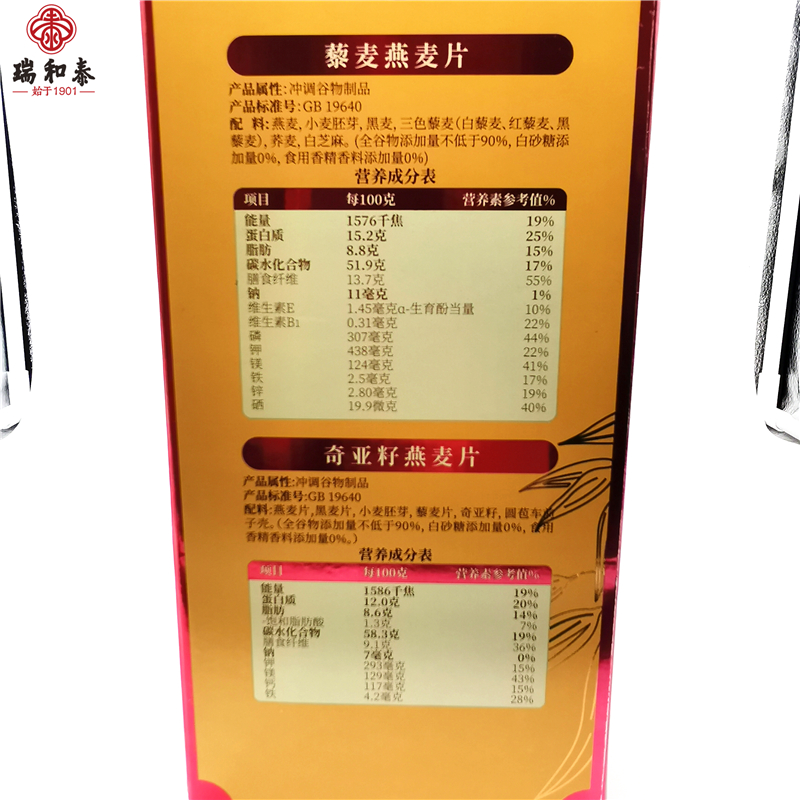 瑞和泰
始于1901
藜麦燕麦片
产品属性:冲调谷物制品
产品标准号:GB 19640
配 料:燕麦,小麦胚芽,黑麦,三色藜麦(白藜麦、红藜麦、黑
藜麦),荞麦,白芝麻。(全谷物添加量不低于90%,白砂糖添
加量0%,食用香精香料添加量0%)
营养成分表
项目 每100克 营养素参考值%
能量 1576千焦 19%
蛋白质 15.2克 25%
脂肪 8.8克 15%
碳水化合物 51.9克 17%
膳食纤维 13.7克 55%
钠 11毫克 1%
维生素E 1.45毫克α-生育酚当量 10%
维生素B1 0.31毫克 22%
磷 307毫克 44%
钾 438毫克 22%
镁 124毫克 41%
铁 2.5毫克 17%
锌 2.80毫克 19%
硒 19.9微克 40%
奇亚籽燕麦片
产品属性:冲调谷物制品
产品标准号:GB 19640
配料:燕麦片,黑麦片,小麦胚芽,藜麦片,奇亚籽,圆苞车前
子壳。(全谷物添加量不低于90%,白砂糖添加量0%,食用
香精香料添加量0%。)
营养成分表
项目 每100克 营养素参考值%
能量 1586千焦 19%
蛋白质 12.0克 20%
脂肪 8.6克 14%
-饱和脂肪酸 1.3克 7%
碳水化合物 58.3克 19%
膳食纤维 9.1克 36%
钠 7毫克 0%
钾 293毫克 15%
镁 129毫克 43%
钙 117毫克 15%
铁 4.2毫克 28%